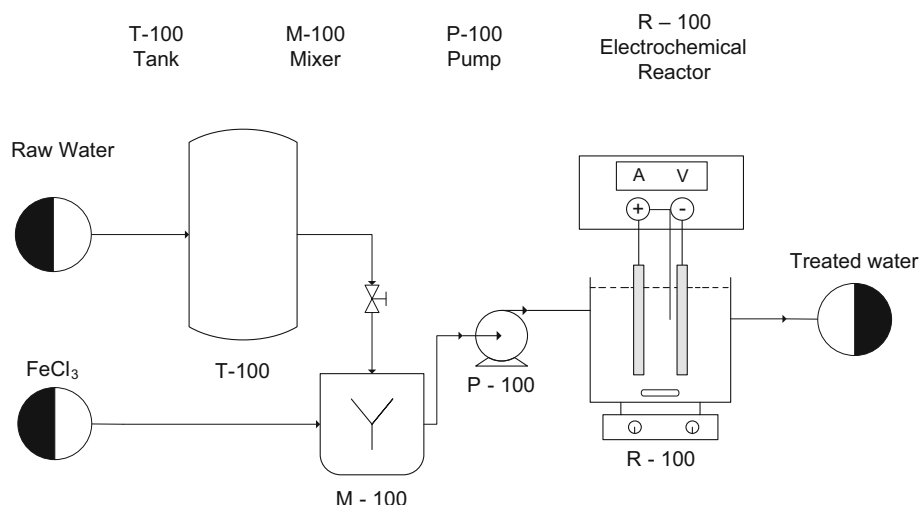 T-100
Tank
M-100
Mixer
P-100
Pump
R – 100
Electrochemical
Reactor
Raw Water
A V
+ -
Treated water
FeCl₃
T-100
P - 100
R - 100
M - 100